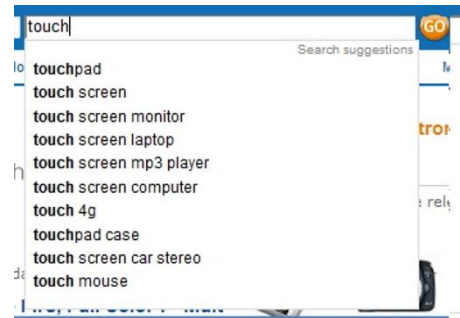 touch
GO
Search suggestions
touchpad
touch screen
touch screen monitor
touch screen laptop
touch screen mp3 player
touch screen computer
touch 4g
touchpad case
touch screen car stereo
touch mouse